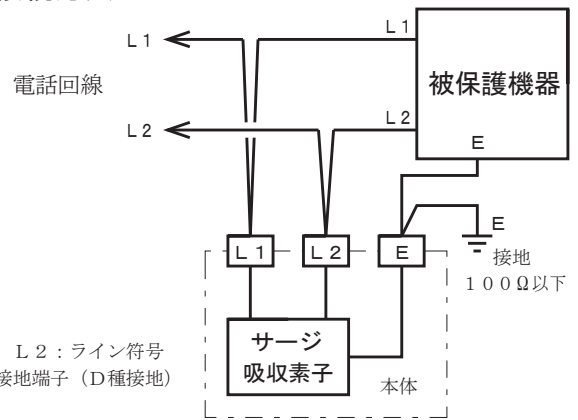 L1
L1
電話回線
被保護機器
L2
L2
E
E
L1
L2
E
接地
100Ω以下
サージ
吸収素子
L2：ライン符号
接地端子（D種接地）
本体